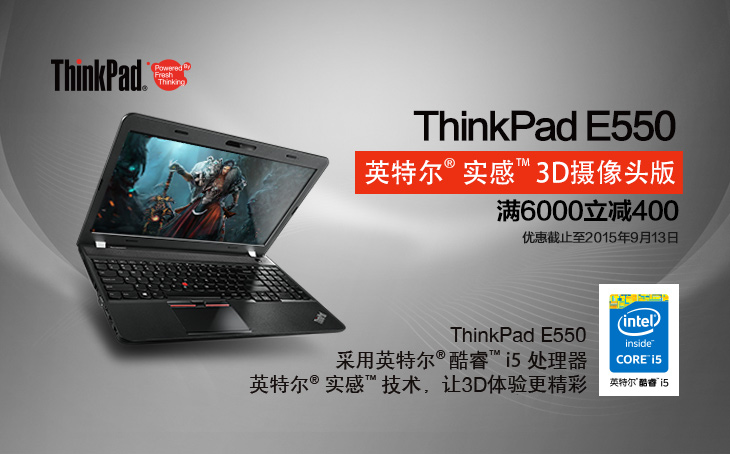 ThinkPad®
Powered By
Fresh
Thinking
ThinkPad E550
英特尔® 实感™ 3D摄像头版
满6000立减400
优惠截止至2015年9月13日
ThinkPad E550
采用英特尔® 酷睿™ i5 处理器
英特尔® 实感™ 技术，让3D体验更精彩
intel
inside™
CORE™ i5
英特尔®酷睿™ i5
ThinkPad